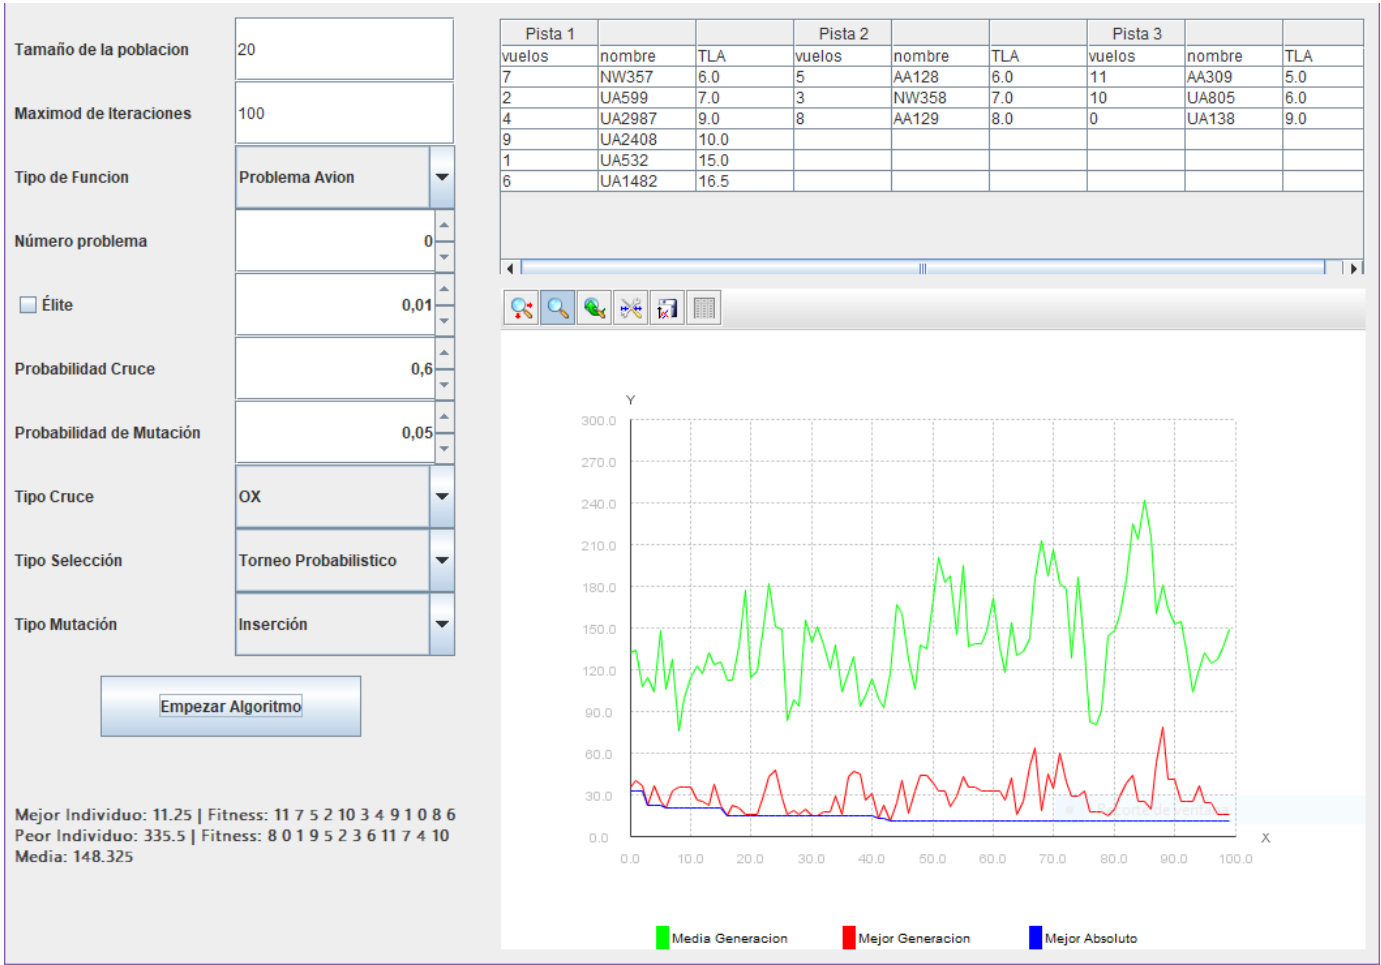 Tamaño de la poblacion 20
Maximod de Iteraciones 100
Tipo de Funcion Problema Avion
Número problema 0
Élite 0,01
Probabilidad Cruce 0,6
Probabilidad de Mutación 0,05
Tipo Cruce OX
Tipo Selección Torneo Probabilistico
Tipo Mutación Inserción
Empezar Algoritmo
Mejor Individuo: 11.25 | Fitness: 11 7 5 2 10 3 4 9 1 0 8 6
Peor Individuo: 335.5 | Fitness: 8 0 1 9 5 2 3 6 11 7 4 10
Media: 148.325
Pista 1 Pista 2 Pista 3
vuelos nombre TLA vuelos nombre TLA vuelos nombre TLA
7 NW357 6.0 5 AA128 6.0 11 AA309 5.0
2 UA599 7.0 3 NW358 7.0 10 UA805 6.0
4 UA2987 9.0 8 AA129 8.0 0 UA138 9.0
9 UA2408 10.0
1 UA532 15.0
6 UA1482 16.5
Y
300.0
270.0
240.0
210.0
180.0
150.0
120.0
90.0
60.0
30.0
0.0
X
0.0 10.0 20.0 30.0 40.0 50.0 60.0 70.0 80.0 90.0 100.0
Media Generacion Mejor Generacion Mejor Absoluto